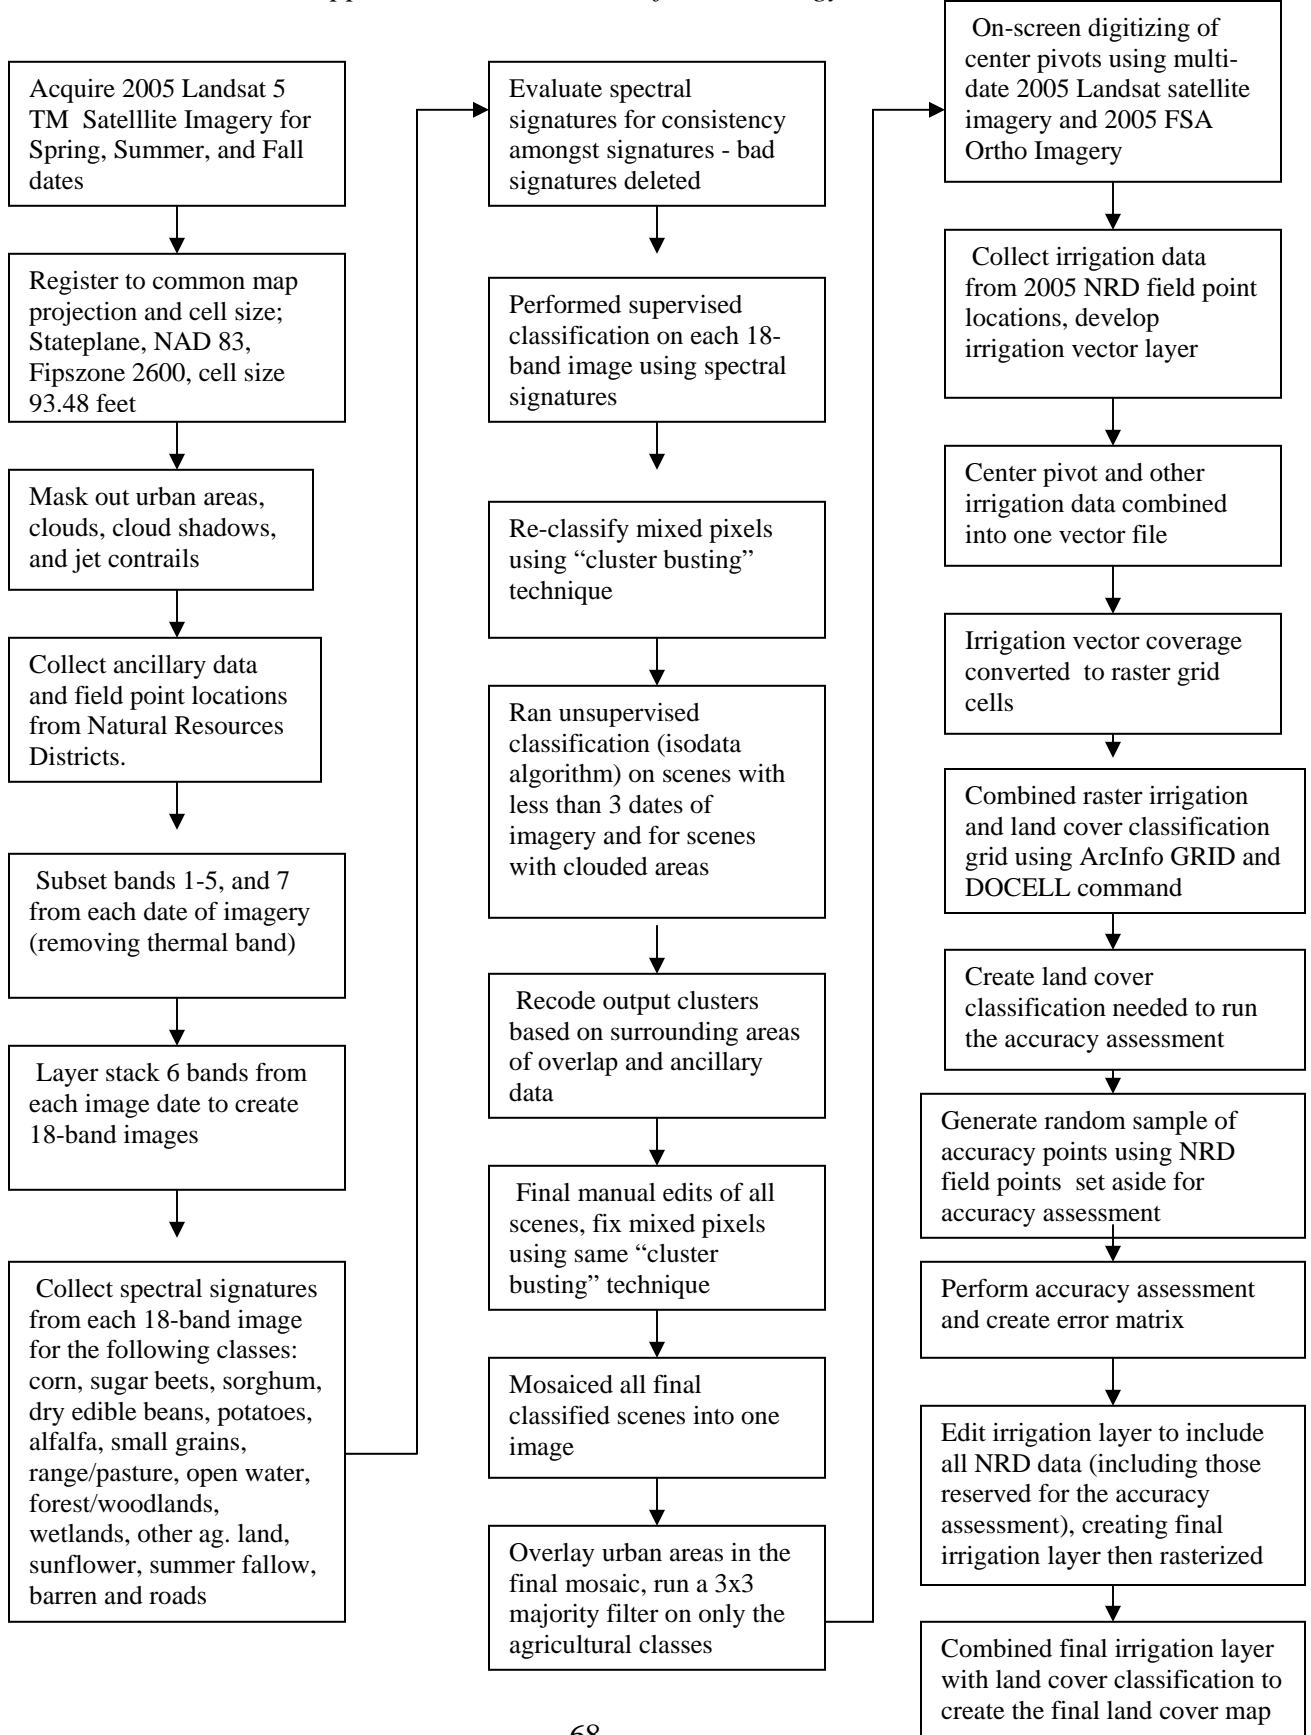 Acquire 2005 Landsat 5
TM Satelllite Imagery for
Spring, Summer, and Fall
dates
Register to common map
projection and cell size;
Stateplane, NAD 83,
Fipszone 2600, cell size
93.48 feet
Mask out urban areas,
clouds, cloud shadows,
and jet contrails
Collect ancillary data
and field point locations
from Natural Resources
Districts.
Subset bands 1-5, and 7
from each date of imagery
(removing thermal band)
Layer stack 6 bands from
each image date to create
18-band images
Collect spectral signatures
from each 18-band image
for the following classes:
corn, sugar beets, sorghum,
dry edible beans, potatoes,
alfalfa, small grains,
range/pasture, open water,
forest/woodlands,
wetlands, other ag. land,
sunflower, summer fallow,
barren and roads
Evaluate spectral
signatures for consistency
amongst signatures - bad
signatures deleted
Performed supervised
classification on each 18-
band image using spectral
signatures
Re-classify mixed pixels
using “cluster busting”
technique
Ran unsupervised
classification (isodata
algorithm) on scenes with
less than 3 dates of
imagery and for scenes
with clouded areas
Recode output clusters
based on surrounding areas
of overlap and ancillary
data
Final manual edits of all
scenes, fix mixed pixels
using same “cluster
busting” technique
Mosaiced all final
classified scenes into one
image
Overlay urban areas in the
final mosaic, run a 3x3
majority filter on only the
agricultural classes
On-screen digitizing of
center pivots using multi-
date 2005 Landsat satellite
imagery and 2005 FSA
Ortho Imagery
Collect irrigation data
from 2005 NRD field point
locations, develop
irrigation vector layer
Center pivot and other
irrigation data combined
into one vector file
Irrigation vector coverage
converted to raster grid
cells
Combined raster irrigation
and land cover classification
grid using ArcInfo GRID and
DOCELL command
Create land cover
classification needed to run
the accuracy assessment
Generate random sample of
accuracy points using NRD
field points set aside for
accuracy assessment
Perform accuracy assessment
and create error matrix
Edit irrigation layer to include
all NRD data (including those
reserved for the accuracy
assessment), creating final
irrigation layer then rasterized
Combined final irrigation layer
with land cover classification to
create the final land cover map
68